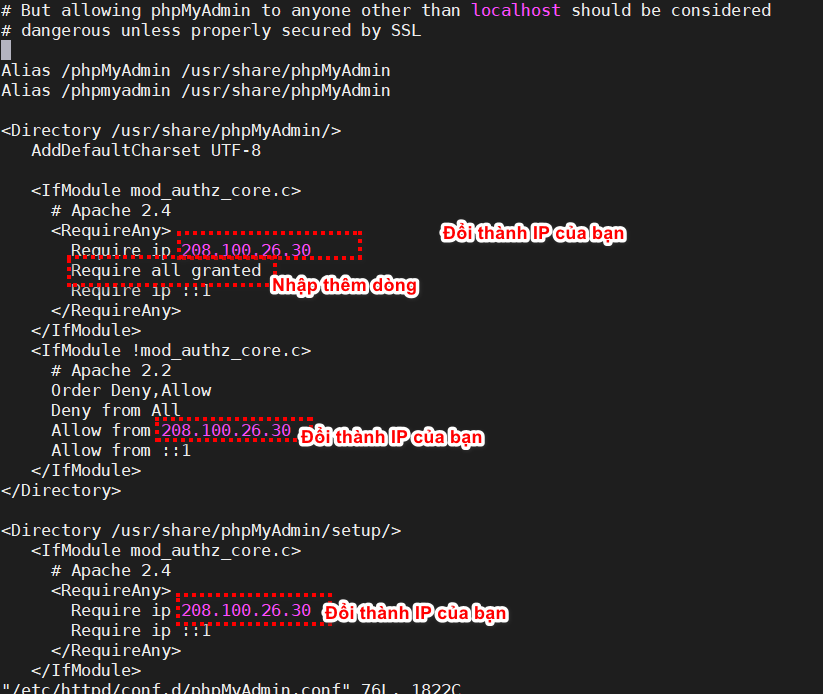 # But allowing phpMyAdmin to anyone other than localhost should be considered
# dangerous unless properly secured by SSL
Alias /phpMyAdmin /usr/share/phpMyAdmin
Alias /phpmyadmin /usr/share/phpMyAdmin
<Directory /usr/share/phpMyAdmin/>
AddDefaultCharset UTF-8
<IfModule mod_authz_core.c>
# Apache 2.4
<RequireAny>
Đổi thành IP của bạn
Require ip 208.100.26.30
Require all granted
Nhập thêm dòng
Require ip ::1
</RequireAny>
</IfModule>
<IfModule !mod_authz_core.c>
# Apache 2.2
Order Deny,Allow
Deny from All
Allow from 208.100.26.30
Đổi thành IP của bạn
Allow from ::1
</IfModule>
</Directory>
<Directory /usr/share/phpMyAdmin/setup/>
<IfModule mod_authz_core.c>
# Apache 2.4
<RequireAny>
Require ip 208.100.26.30
Đổi thành IP của bạn
Require ip ::1
</RequireAny>
</IfModule>
"/etc/httpd/conf.d/phpMyAdmin.conf" 76L, 1822C